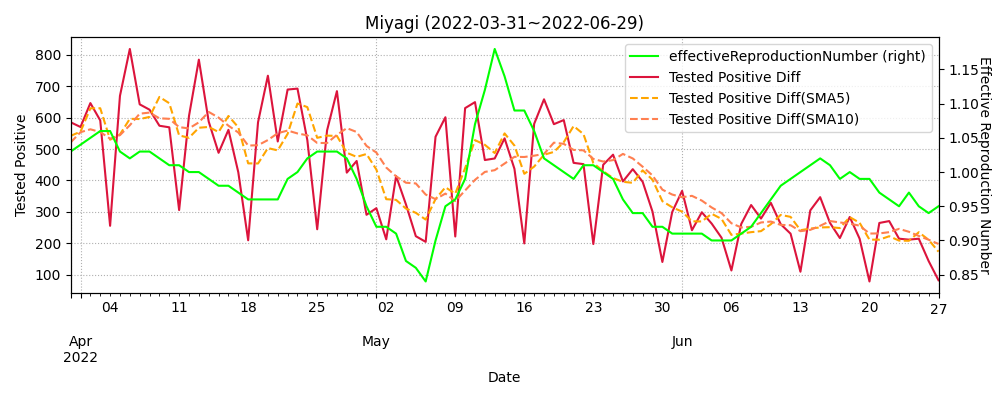 Miyagi (2022-03-31~2022-06-29)
effectiveReproductionNumber (right)
Tested Positive Diff
Tested Positive Diff(SMA5)
Tested Positive Diff(SMA10)
Tested Positive
800
700
600
500
400
300
200
100
1.15
1.10
1.05
1.00
0.95
0.90
0.85
Effective Reproduction Number
04 11 18 25 02 09 16 23 30 06 13 20 27
Apr May Jun
2022
Date